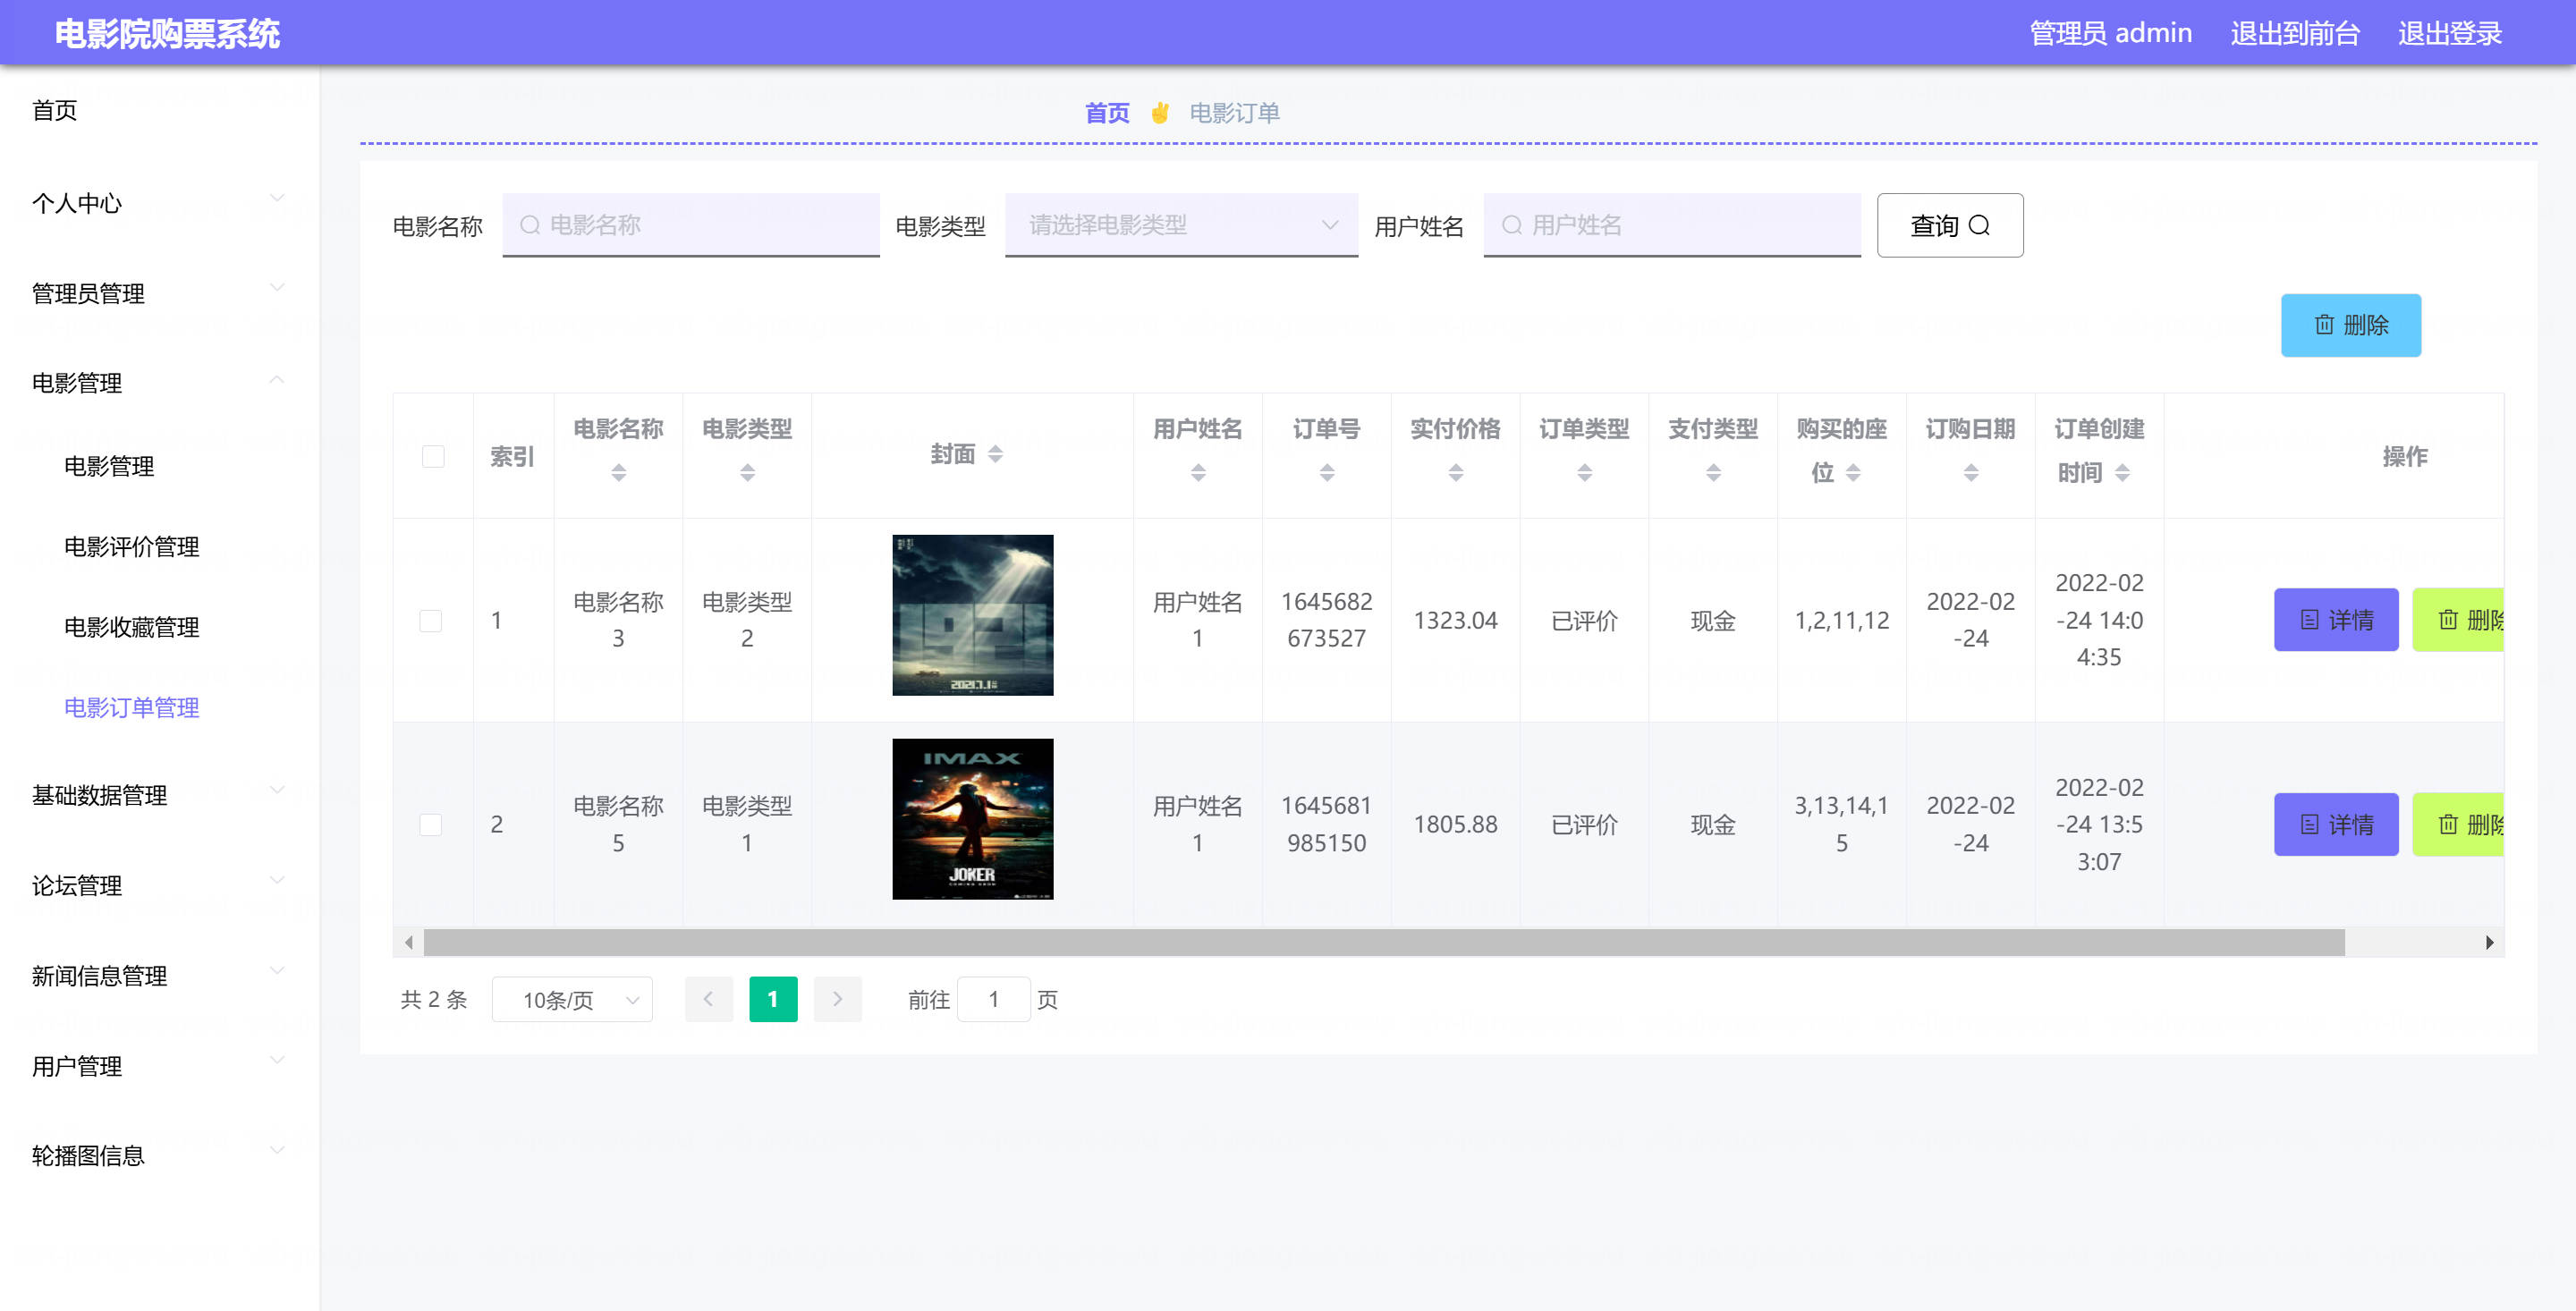 电影院购票系统
管理员 admin 退出到前台 退出登录
首页
个人中心
管理员管理
电影管理
电影管理
电影评价管理
电影收藏管理
电影订单管理
基础数据管理
论坛管理
新闻信息管理
用户管理
轮播图信息
首页 电影订单
电影名称 电影名称 电影类型 请选择电影类型 用户姓名 用户姓名 查询
删除
索引 电影名称 电影类型 封面 用户姓名 订单号 实付价格 订单类型 支付类型 购买的座位 订购日期 订单创建时间 操作
1 电影名称3 电影类型2 用户姓名1 1645682673527 1323.04 已评价 现金 1,2,11,12 2022-02-24 2022-02-24 14:04:35 详情 删除
2021.7.1
2 电影名称5 电影类型1 用户姓名1 1645681985150 1805.88 已评价 现金 3,13,14,15 2022-02-24 2022-02-24 13:53:07 详情 删除
IMAX
JOKER
COMING SOON
共 2 条 10条/页 1 前往 1 页